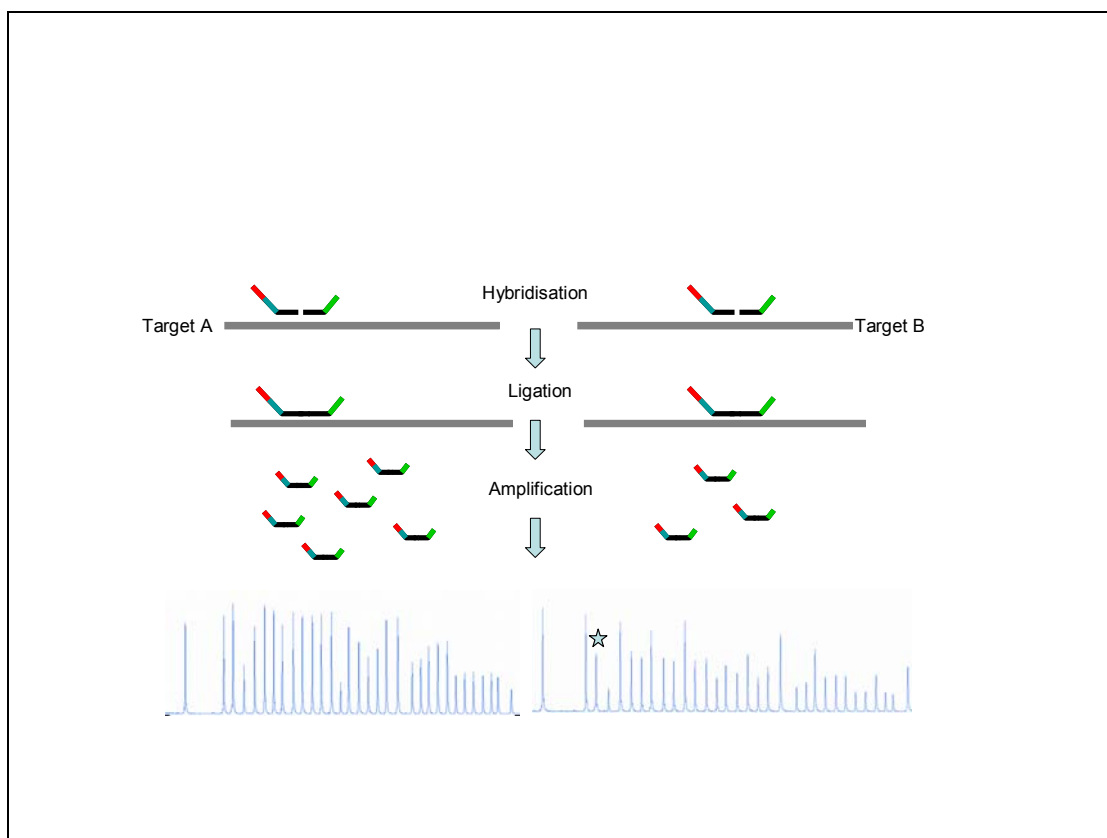 Hybridisation
Target A
Target B
Ligation
Amplification